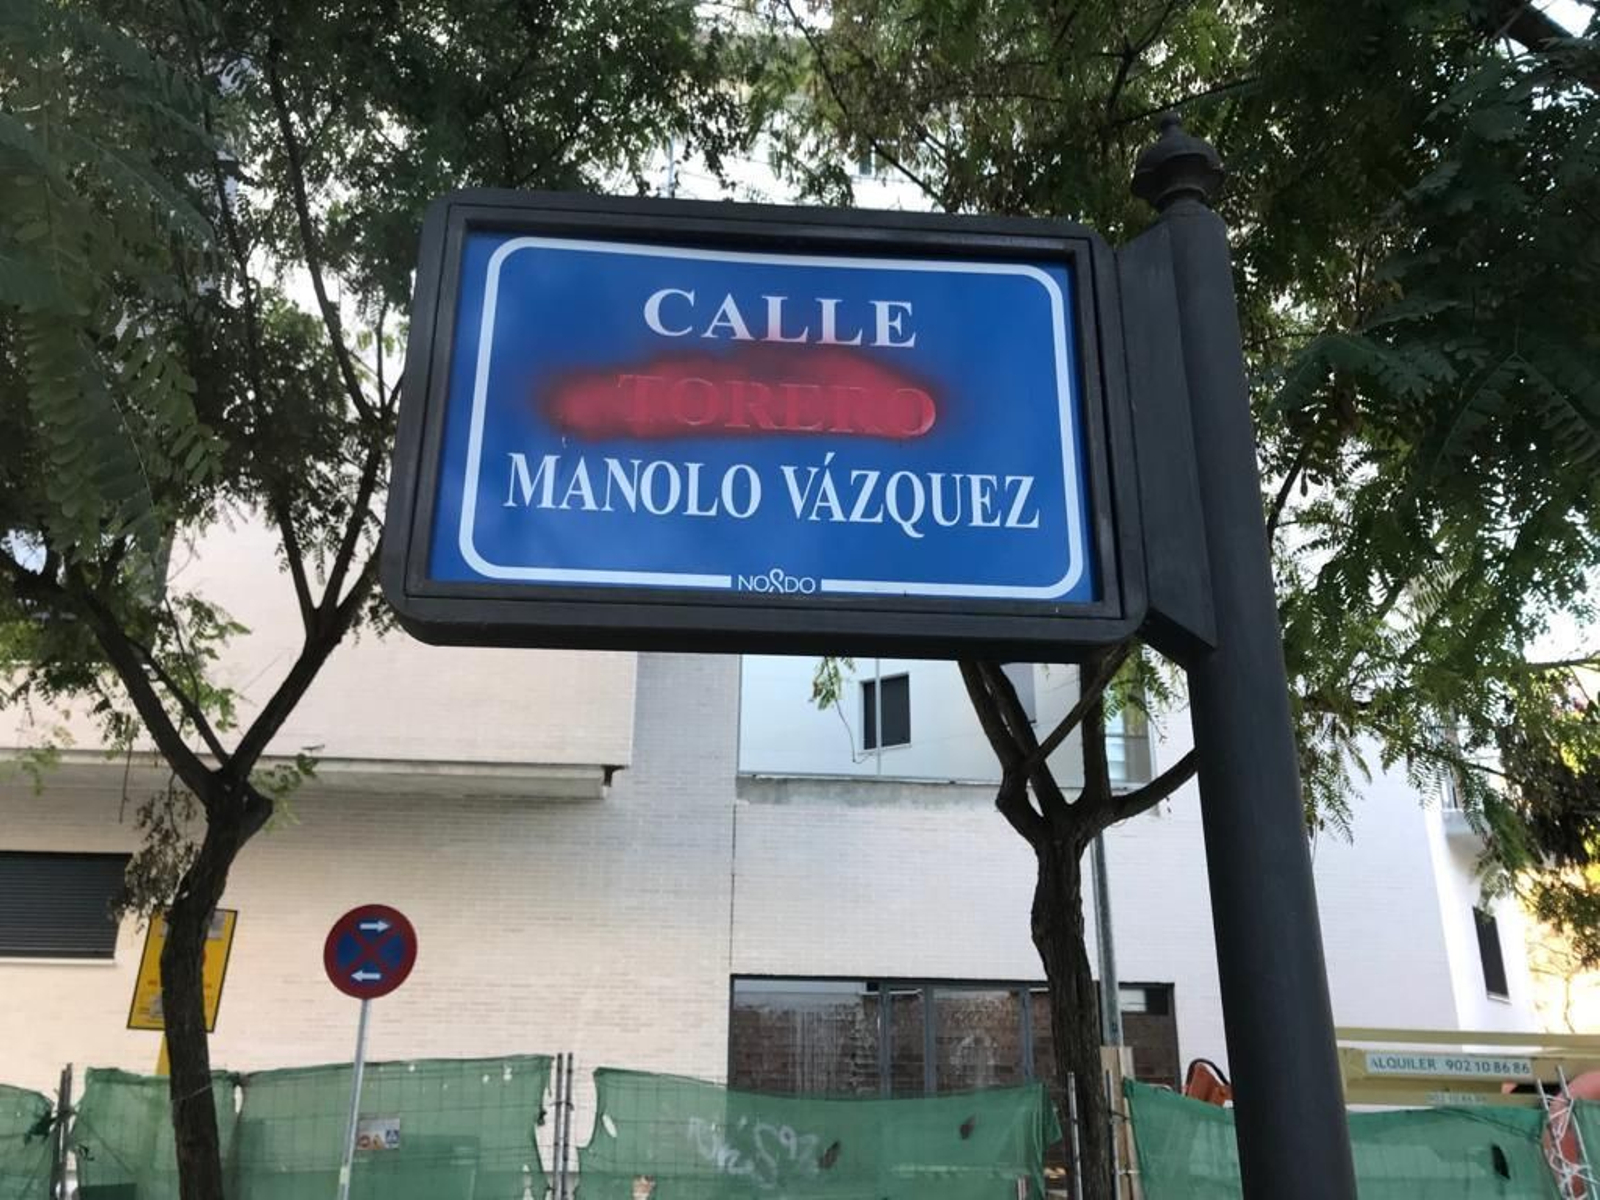 CALLE
TORERO
MANOLO VÁZQUEZ
NO8DO
ALQUILER 902 10 86 86